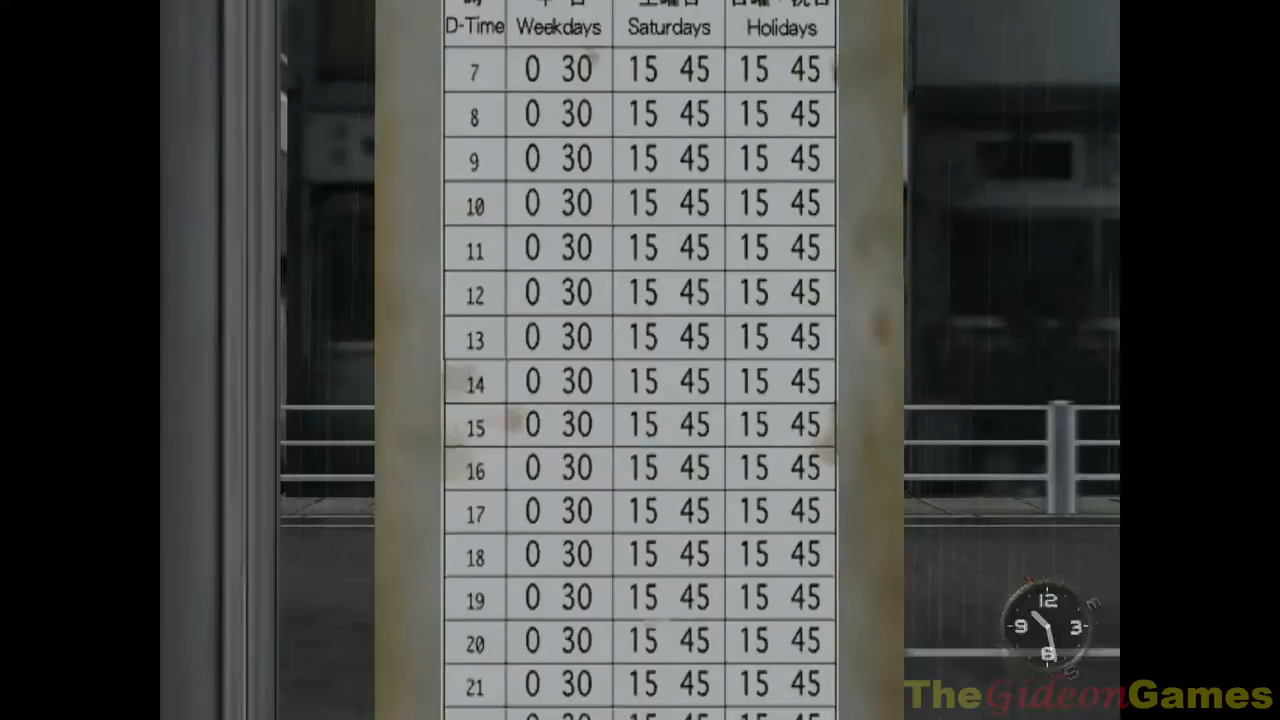 D-Time Weekdays Saturdays Holidays
7 0 30 15 45 15 45
8 0 30 15 45 15 45
9 0 30 15 45 15 45
10 0 30 15 45 15 45
11 0 30 15 45 15 45
12 0 30 15 45 15 45
13 0 30 15 45 15 45
14 0 30 15 45 15 45
15 0 30 15 45 15 45
16 0 30 15 45 15 45
17 0 30 15 45 15 45
18 0 30 15 45 15 45
19 0 30 15 45 15 45
20 0 30 15 45 15 45
21 0 30 15 45 15 45
12
9 3
6
TheGideonGames